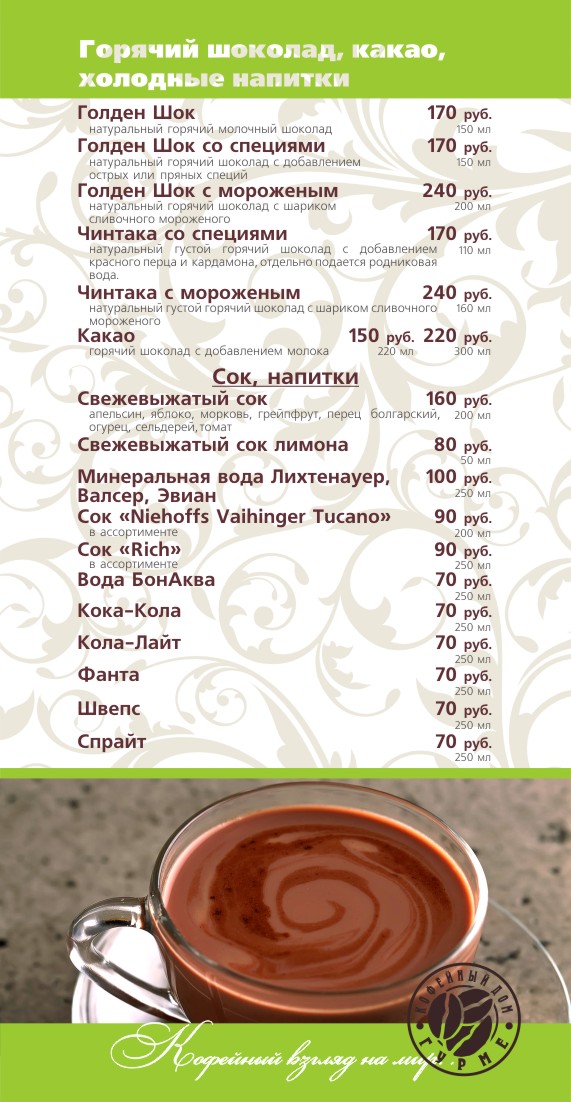 Горячий шоколад, какао,
холодные напитки
Голден Шок 170 руб.
натуральный горячий молочный шоколад 150 мл
Голден Шок со специями 170 руб.
натуральный горячий шоколад с добавлением 150 мл
острых или пряных специй
Голден Шок с мороженым 240 руб.
натуральный горячий шоколад с шариком 200 мл
сливочного мороженого
Чинтака со специями 170 руб.
натуральный густой горячий шоколад с добавлением 110 мл
красного перца и кардамона, отдельно подается родниковая
вода.
Чинтака с мороженым 240 руб.
натуральный густой горячий шоколад с шариком сливочного 160 мл
мороженого
Какао 150 руб. 220 руб.
горячий шоколад с добавлением молока 220 мл 300 мл
Сок, напитки
Свежевыжатый сок 160 руб.
апельсин, яблоко, морковь, грейпфрут, перец болгарский, 200 мл
огурец, сельдерей, томат
Свежевыжатый сок лимона 80 руб.
50 мл
Минеральная вода Лихтенауер, 100 руб.
Валсер, Эвиан 250 мл
Сок «Niehoffs Vaihinger Tucano» 90 руб.
в ассортименте 200 мл
Сок «Rich» 90 руб.
в ассортименте 250 мл
Вода БонАква 70 руб.
250 мл
Кока-Кола 70 руб.
250 мл
Кола-Лайт 70 руб.
250 мл
Фанта 70 руб.
250 мл
Швепс 70 руб.
250 мл
Спрайт 70 руб.
250 мл
КОФЕЙНЫЙ ДОМ
ГУРМЕ
Кофейный взгляд на мир...